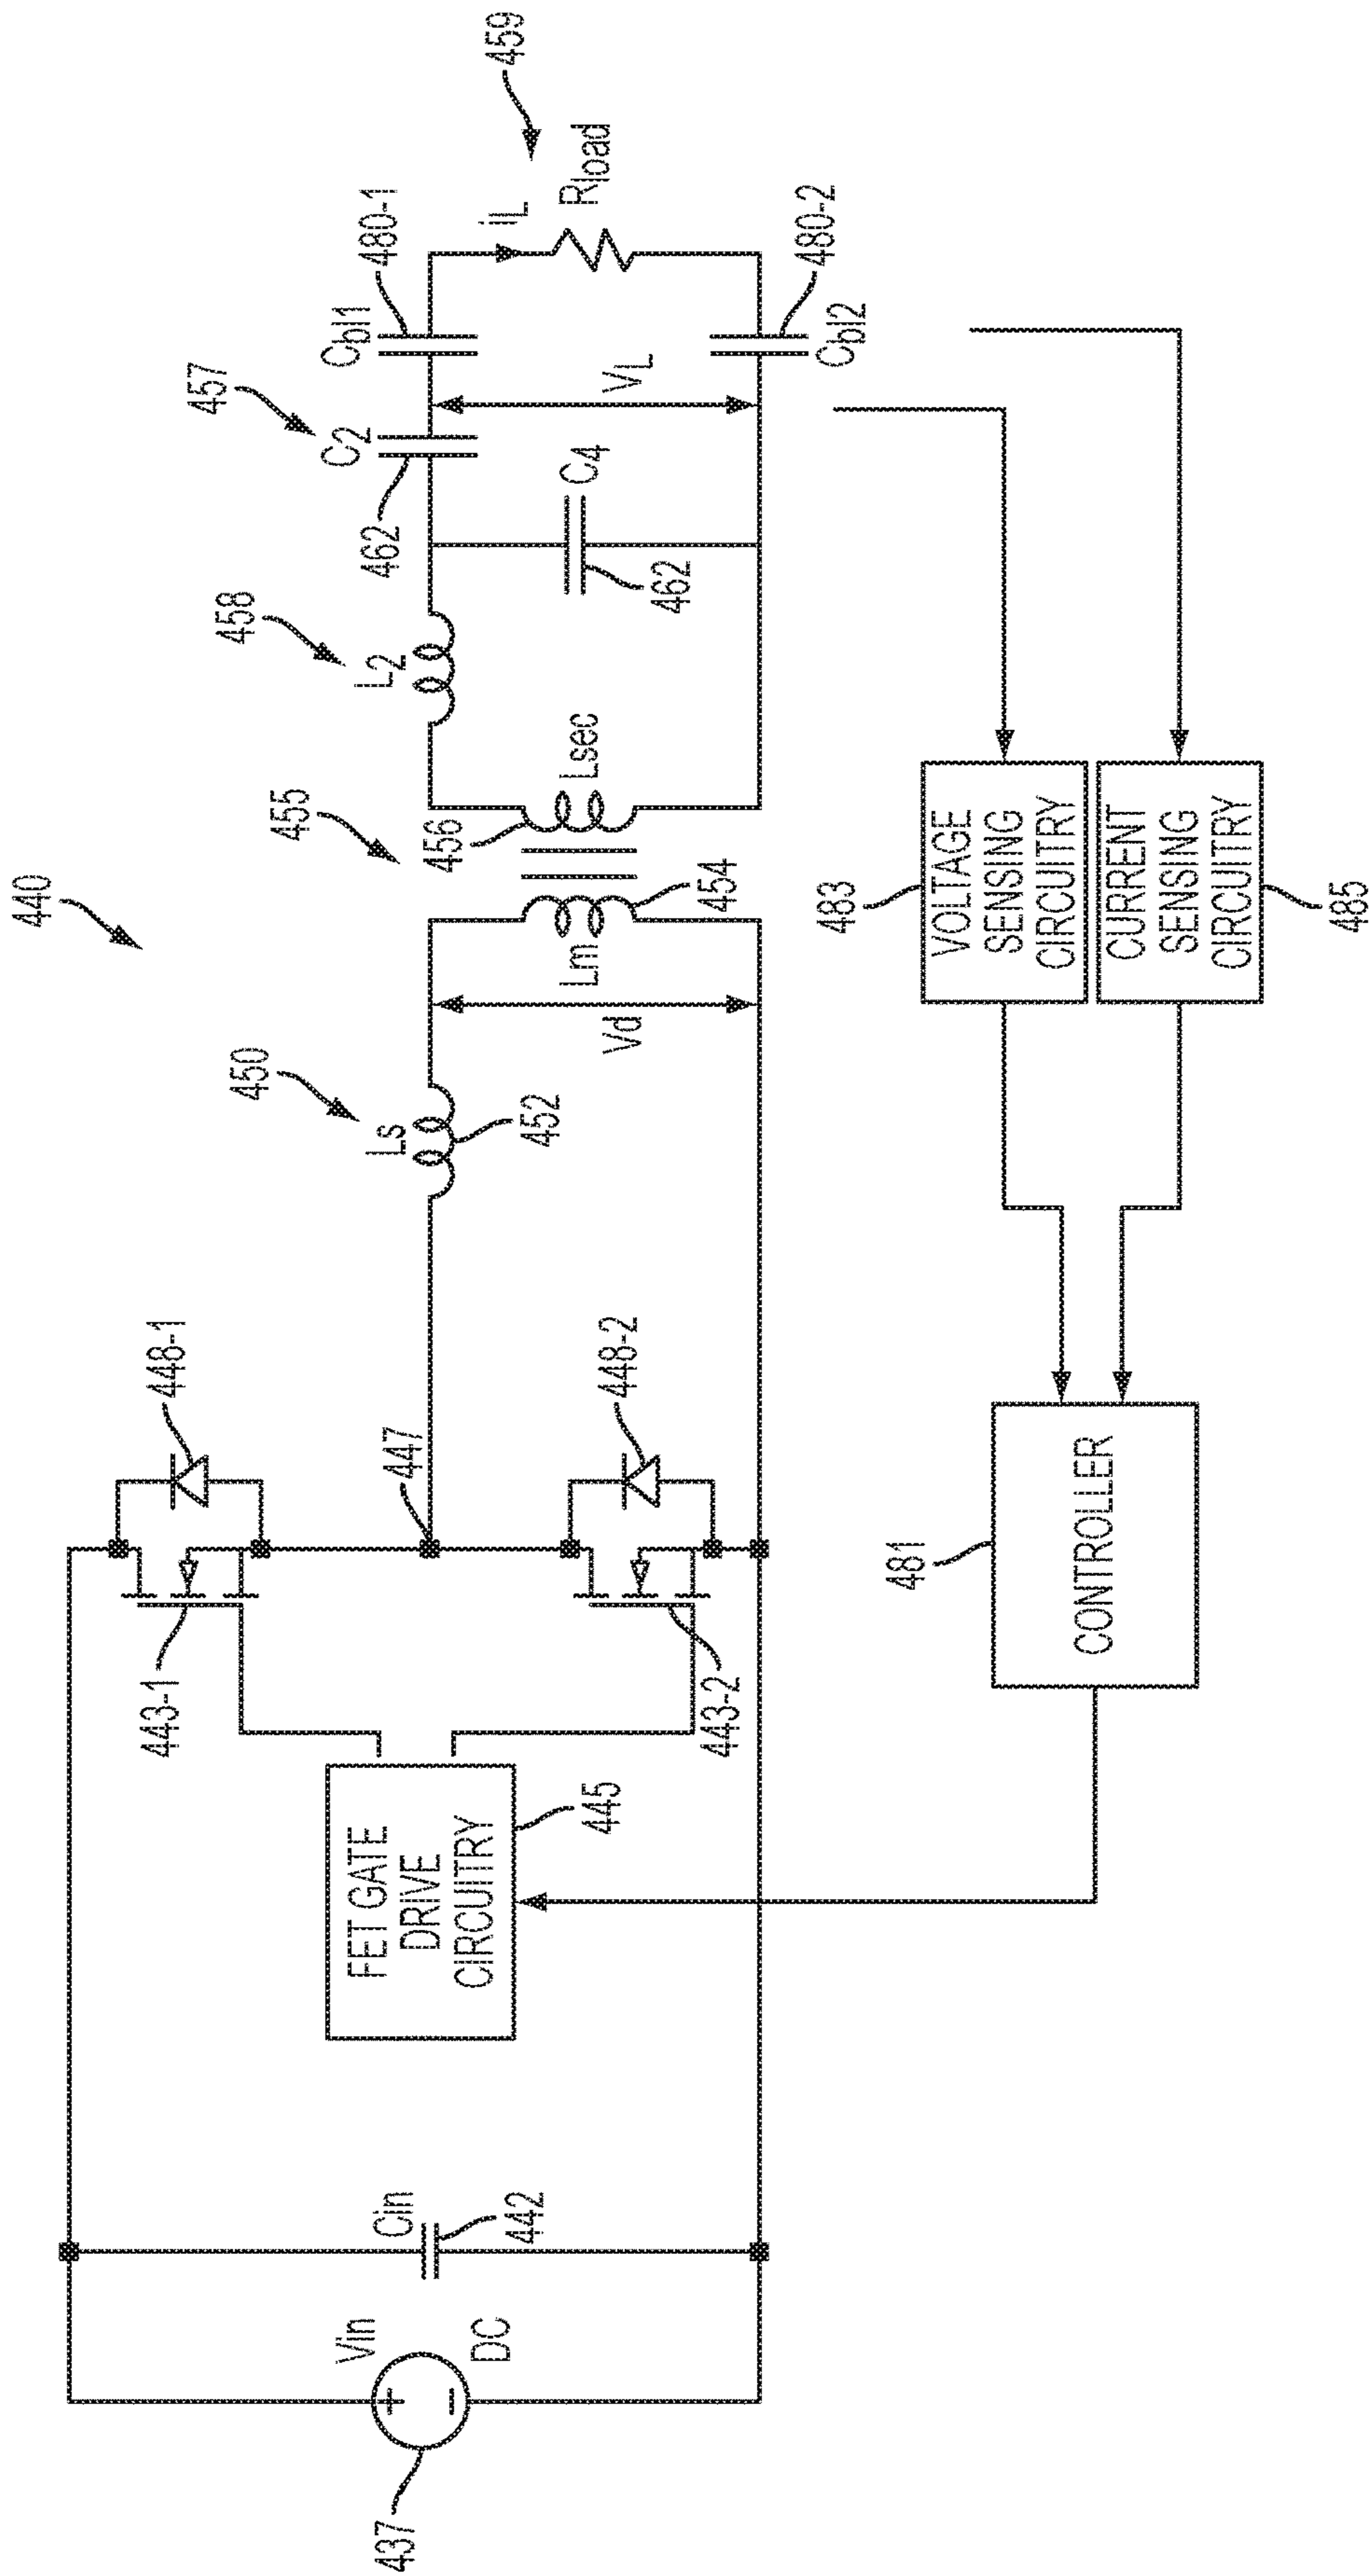 440
437
Vin
+
-
DC
Cin
442
FET GATE
DRIVE
CIRCUITRY
445
443-1
448-1
447
443-2
448-2
450
Ls
452
Vd
455
Lm
454
456
Lsec
458
L2
457
C2
462
C4
462
VL
Cbl1
480-1
iL
Rload
459
Cbl2
480-2
CONTROLLER
481
VOLTAGE
SENSING
CIRCUITRY
483
CURRENT
SENSING
CIRCUITRY
485